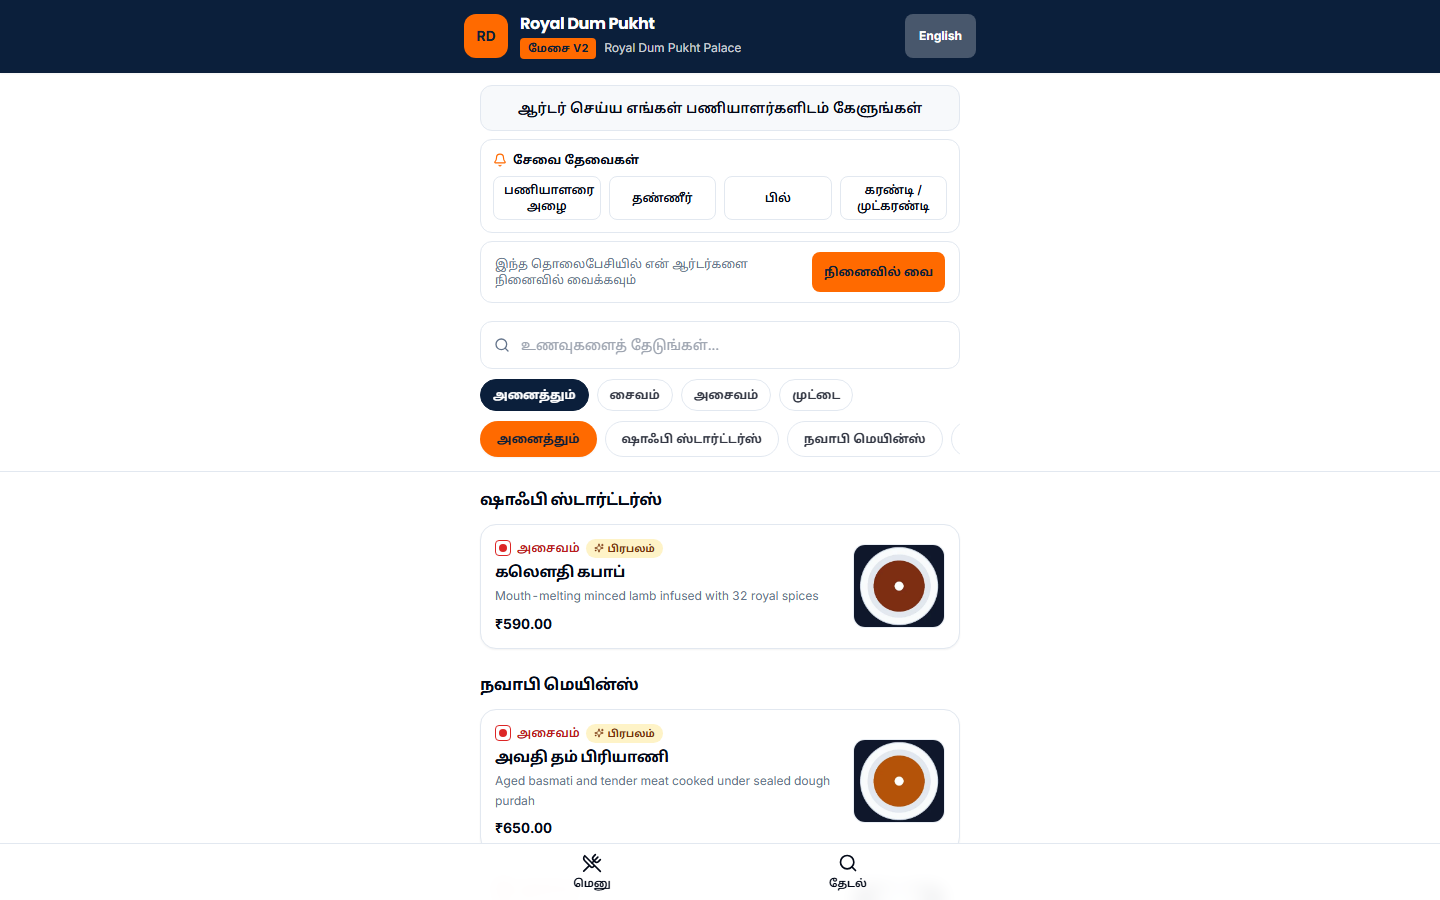 RD
Royal Dum Pukht
மேசை V2 Royal Dum Pukht Palace
English
ஆர்டர் செய்ய எங்கள் பணியாளர்களிடம் கேளுங்கள்
சேவை தேவைகள்
பணியாளரை
அழை
தண்ணீர்
பில்
கரண்டி /
முட்கரண்டி
இந்த தொலைபேசியில் என் ஆர்டர்களை
நினைவில் வைக்கவும்
நினைவில் வை
உணவுகளைத் தேடுங்கள்...
அனைத்தும் சைவம் அசைவம் முட்டை
அனைத்தும் ஷாஃபி ஸ்டார்ட்டர்ஸ் நவாபி மெயின்ஸ்
ஷாஃபி ஸ்டார்ட்டர்ஸ்
அசைவம் பிரபலம்
கலௌதி கபாப்
Mouth-melting minced lamb infused with 32 royal spices
₹590.00
நவாபி மெயின்ஸ்
அசைவம் பிரபலம்
அவதி தம் பிரியாணி
Aged basmati and tender meat cooked under sealed dough
purdah
₹650.00
மெனு தேடல்